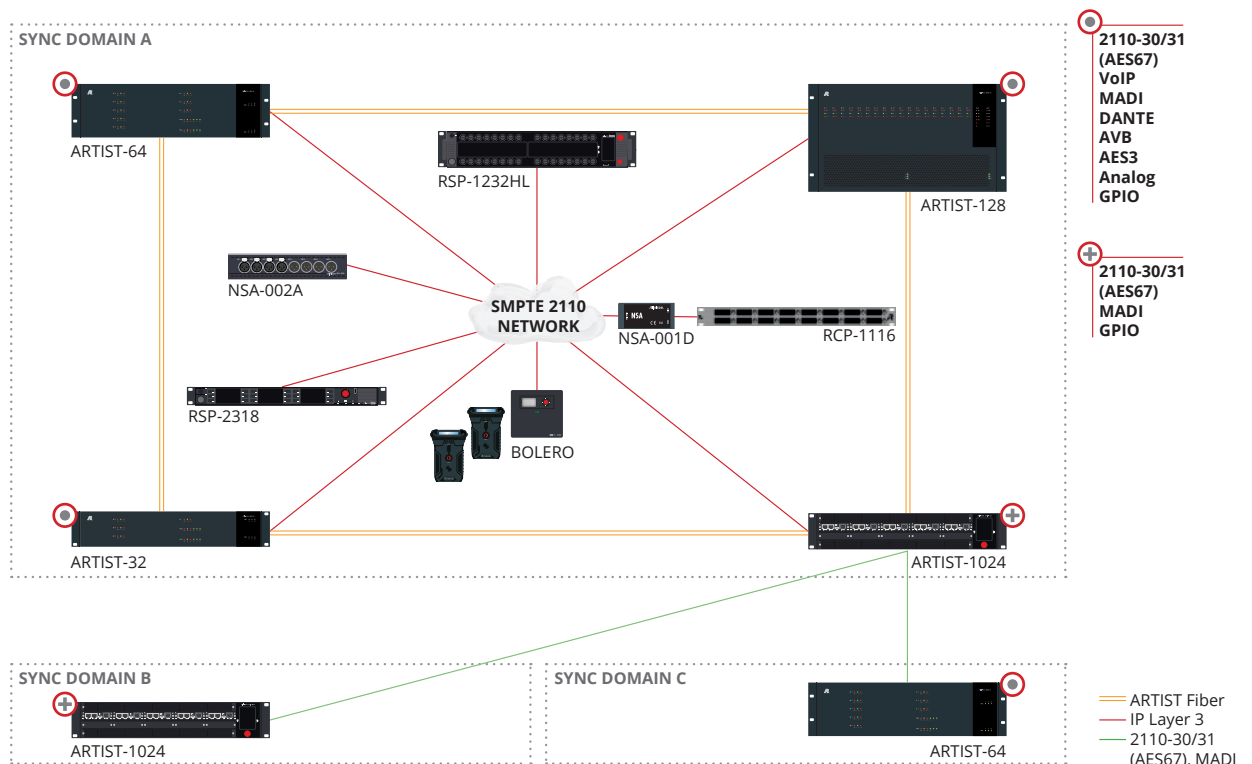 SYNC DOMAIN A
ARTIST-64
RSP-1232HL
ARTIST-128
NSA-002A
SMPTE 2110
NETWORK
NSA
NSA-001D
RCP-1116
RSP-2318
BOLERO
ARTIST-32
ARTIST-1024
SYNC DOMAIN B
ARTIST-1024
SYNC DOMAIN C
ARTIST-64
2110-30/31
(AES67)
VoIP
MADI
DANTE
AVB
AES3
Analog
GPIO
2110-30/31
(AES67)
MADI
GPIO
ARTIST Fiber
IP Layer 3
2110-30/31
(AES67), MADI